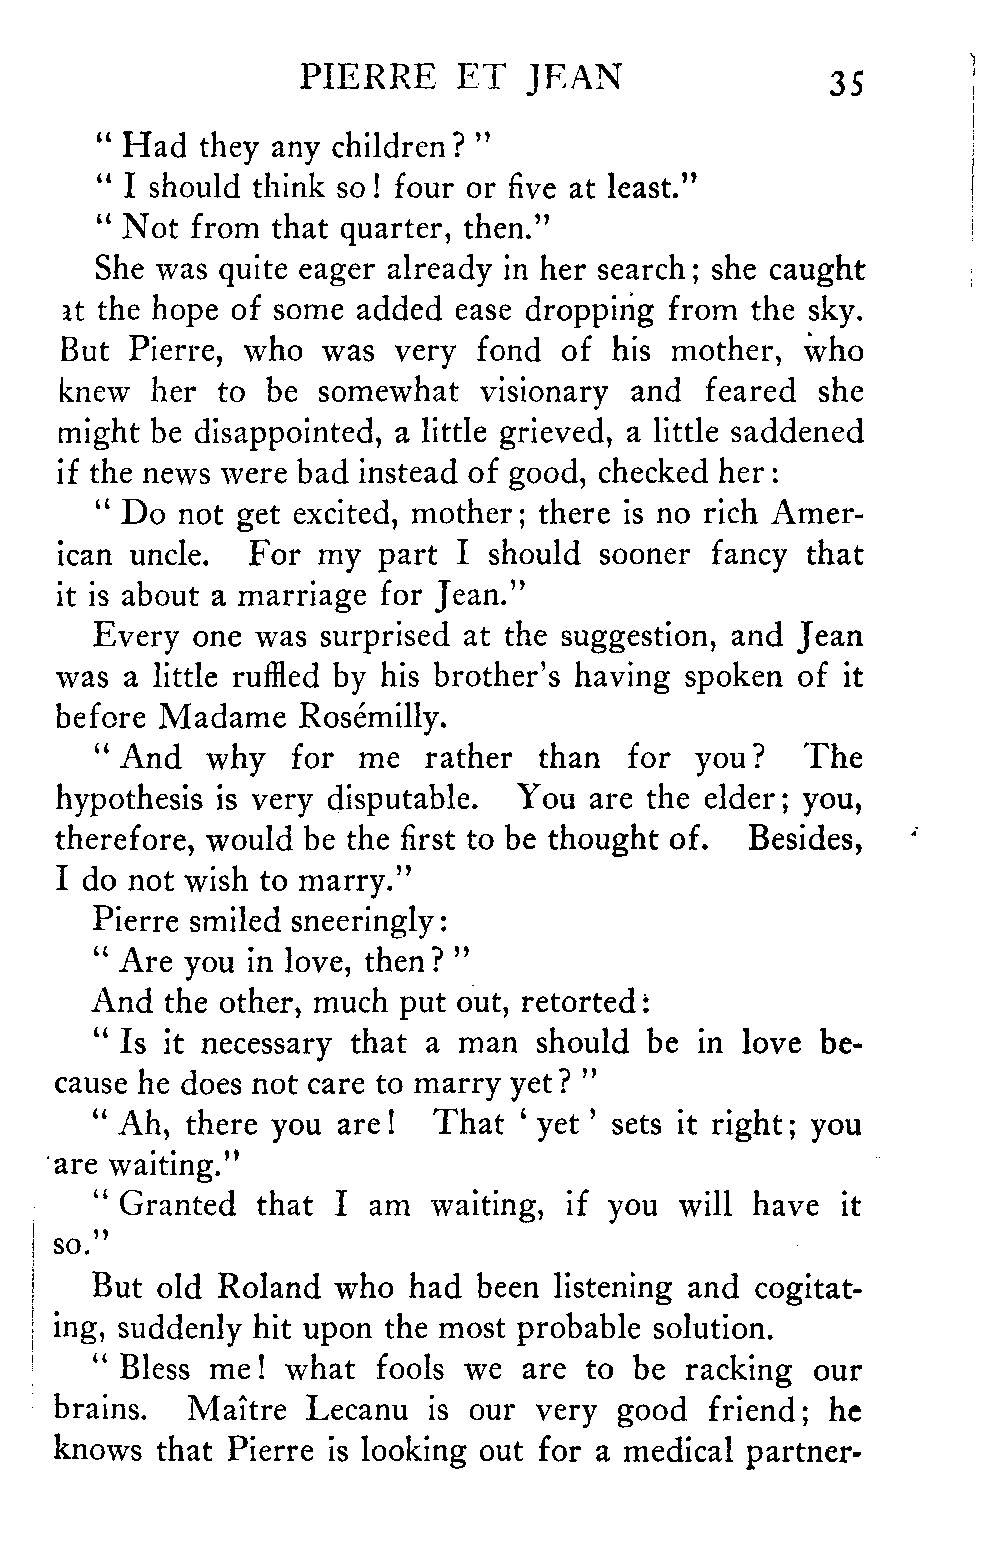 PIERRE ET JEAN 35
“ Had they any children? ”
“ I should think so! four or five at least.”
“ Not from that quarter, then.”
She was quite eager already in her search; she caught
at the hope of some added ease dropping from the sky.
But Pierre, who was very fond of his mother, who
knew her to be somewhat visionary and feared she
might be disappointed, a little grieved, a little saddened
if the news were bad instead of good, checked her:
“ Do not get excited, mother; there is no rich Amer-
ican uncle. For my part I should sooner fancy that
it is about a marriage for Jean.”
Every one was surprised at the suggestion, and Jean
was a little ruffled by his brother's having spoken of it
before Madame Rosémilly.
“ And why for me rather than for you? The
hypothesis is very disputable. You are the elder; you,
therefore, would be the first to be thought of. Besides,
I do not wish to marry.”
Pierre smiled sneeringly:
“ Are you in love, then? ”
And the other, much put out, retorted:
“ Is it necessary that a man should be in love be-
cause he does not care to marry yet? ”
“ Ah, there you are! That ‘ yet ’ sets it right; you
are waiting.”
“ Granted that I am waiting, if you will have it
so.”
But old Roland who had been listening and cogitat-
ing, suddenly hit upon the most probable solution.
“ Bless me! what fools we are to be racking our
brains. Maître Lecanu is our very good friend; he
knows that Pierre is looking out for a medical partner-